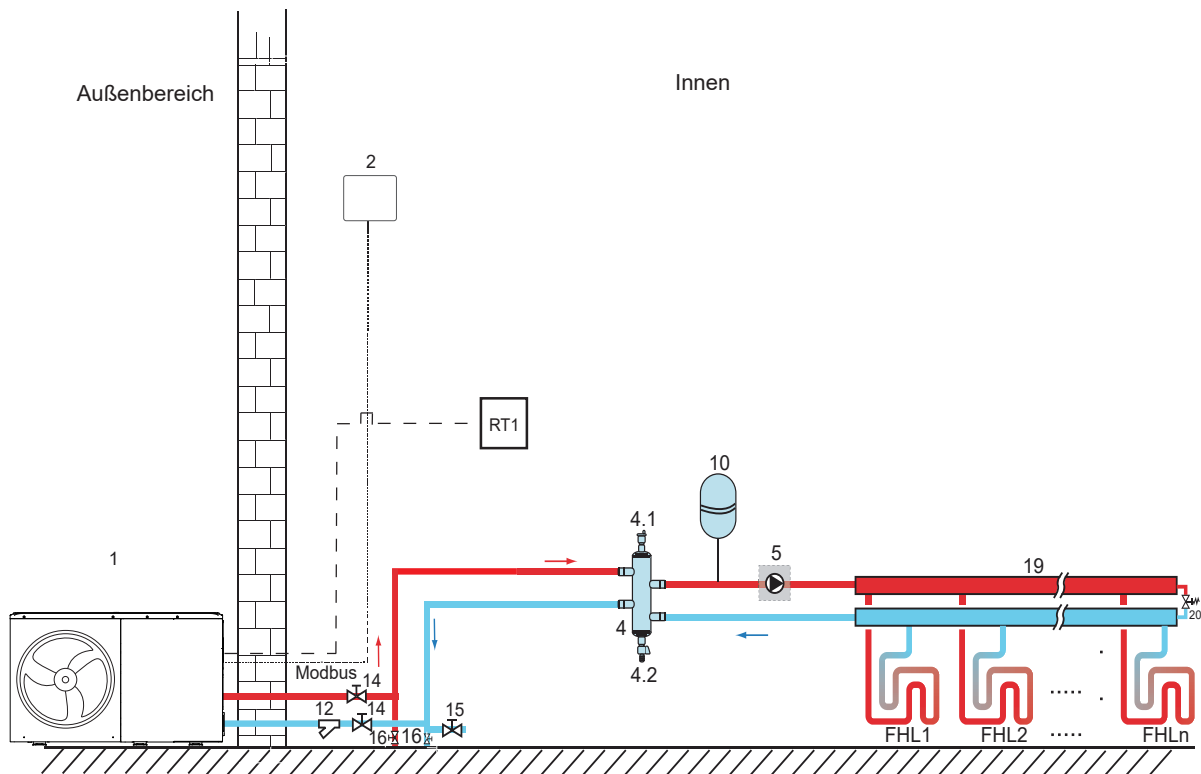 Außenbereich
Innen
2
RT1
10
4.1
5
1
19
4
20
4.2
Modbus
14
12
14
15
16
16
.....
FHL1
FHL2
.....
FHLn